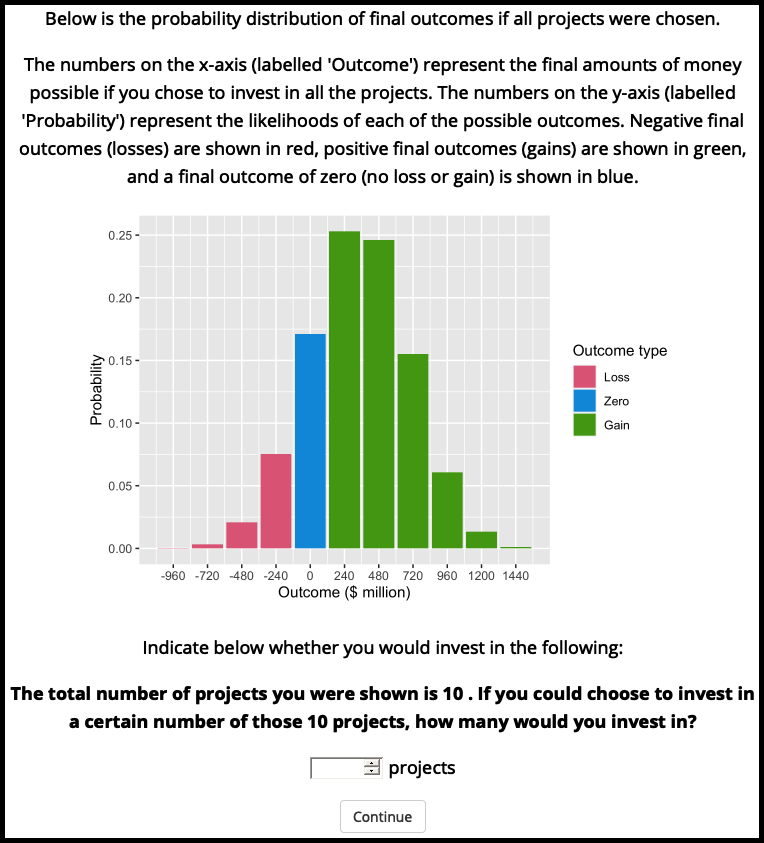 Below is the probability distribution of final outcomes if all projects were chosen.
The numbers on the x-axis (labelled 'Outcome') represent the final amounts of money
possible if you chose to invest in all the projects. The numbers on the y-axis (labelled
'Probability') represent the likelihoods of each of the possible outcomes. Negative final
outcomes (losses) are shown in red, positive final outcomes (gains) are shown in green,
and a final outcome of zero (no loss or gain) is shown in blue.
Probability
0.25
0.20
0.15
0.10
0.05
0.00
-960 -720 -480 -240 0 240 480 720 960 1200 1440
Outcome ($ million)
Outcome type
Loss
Zero
Gain
Indicate below whether you would invest in the following:
The total number of projects you were shown is 10 . If you could choose to invest in
a certain number of those 10 projects, how many would you invest in?
projects
Continue